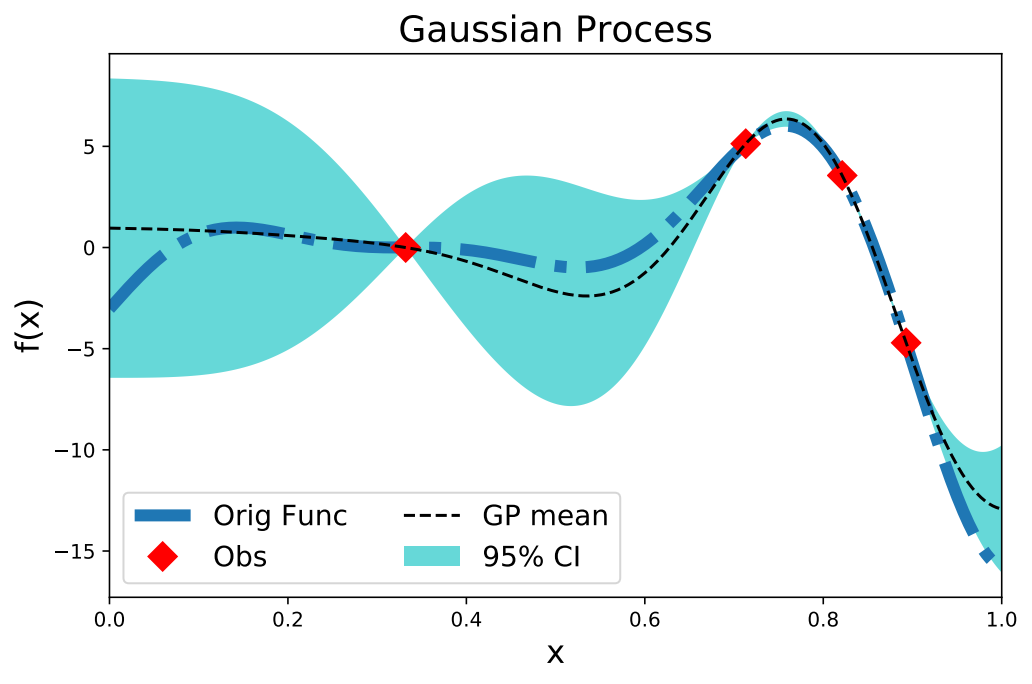 Gaussian Process
f(x)
5
0
−5
−10
−15
Orig Func
Obs
GP mean
95% CI
0.0 0.2 0.4 0.6 0.8 1.0
x